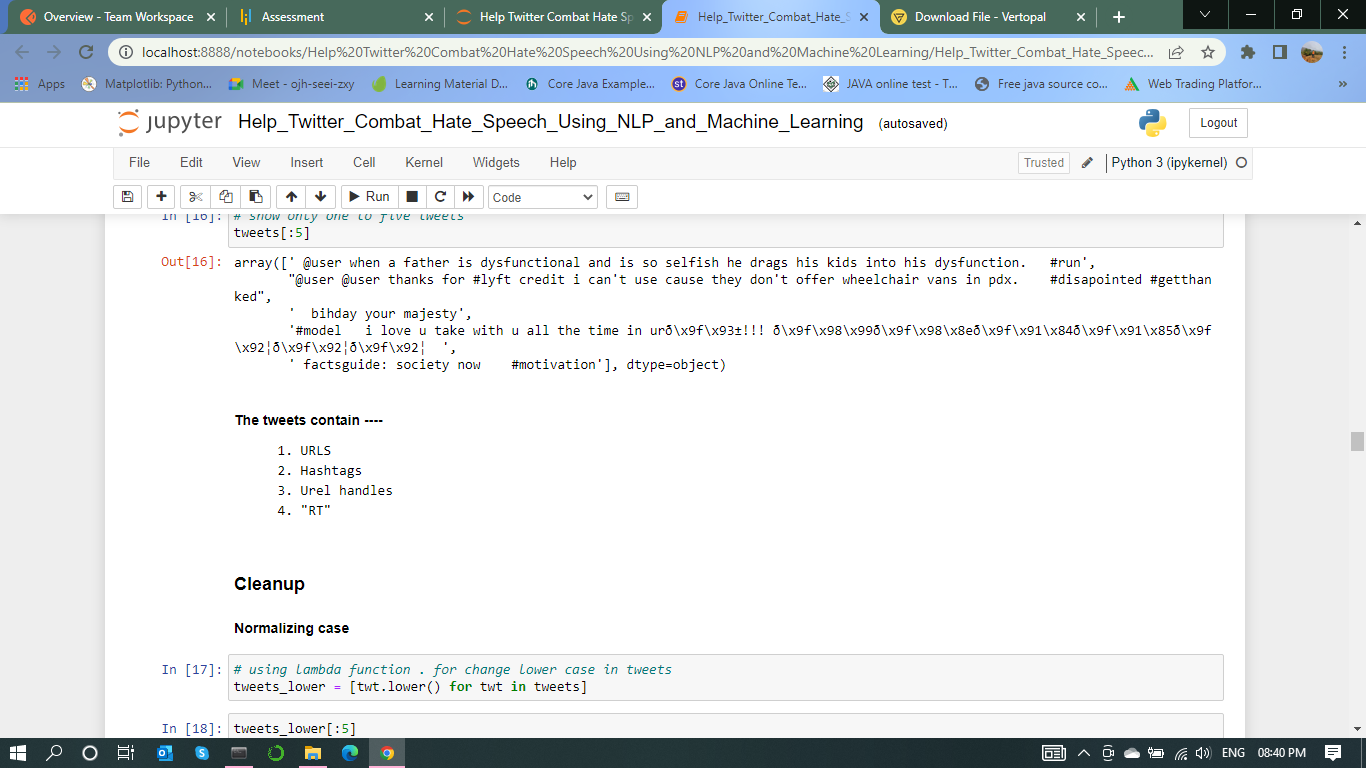 Overview - Team Workspace
Assessment
Help Twitter Combat Hate Sp
Help_Twitter_Combat_Hate_S
Download File - Vertopal
localhost:8888/notebooks/Help%20Twitter%20Combat%20Hate%20Speech%20Using%20NLP%20and%20Machine%20Learning/Help_Twitter_Combat_Hate_Speec...
Apps
Matplotlib: Python...
Meet - ojh-seei-zxy
Learning Material D...
Core Java Example...
Core Java Online Te...
JAVA online test - T...
Free java source co...
Web Trading Platfor...
»
jupyter Help_Twitter_Combat_Hate_Speech_Using_NLP_and_Machine_Learning (autosaved)
Logout
File Edit View Insert Cell Kernel Widgets Help
Trusted
Python 3 (ipykernel)
Run
Code
In [16]: # show only one to five tweets
tweets[:5]
Out[16]: array([' @user when a father is dysfunctional and is so selfish he drags his kids into his dysfunction.   #run',
"@user @user thanks for #lyft credit i can't use cause they don't offer wheelchair vans in pdx.    #disapointed #getthan
ked",
'  bihday your majesty',
'#model   i love u take with u all the time in urð\x9f\x93±!!! ð\x9f\x98\x99ð\x9f\x98\x8eð\x9f\x91\x84ð\x9f\x91\x85ð\x9f
\x92¦ð\x9f\x92¦ð\x9f\x92¦  ',
' factsguide: society now    #motivation'], dtype=object)
The tweets contain ----
1. URLS
2. Hashtags
3. Urel handles
4. "RT"
Cleanup
Normalizing case
In [17]: # using lambda function . for change lower case in tweets
tweets_lower = [twt.lower() for twt in tweets]
In [18]: tweets_lower[:5]
ENG 08:40 PM